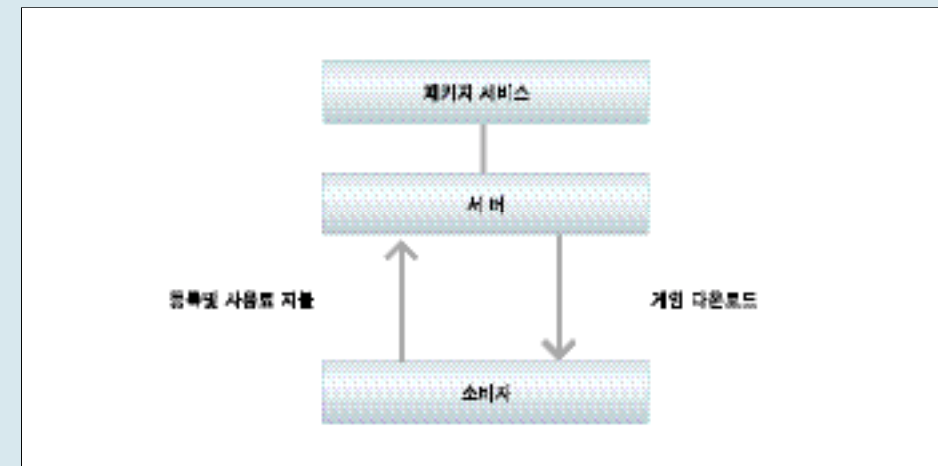 패키지 서비스
서 버
등록및 사용료 지불
게임 다운로드
소비자